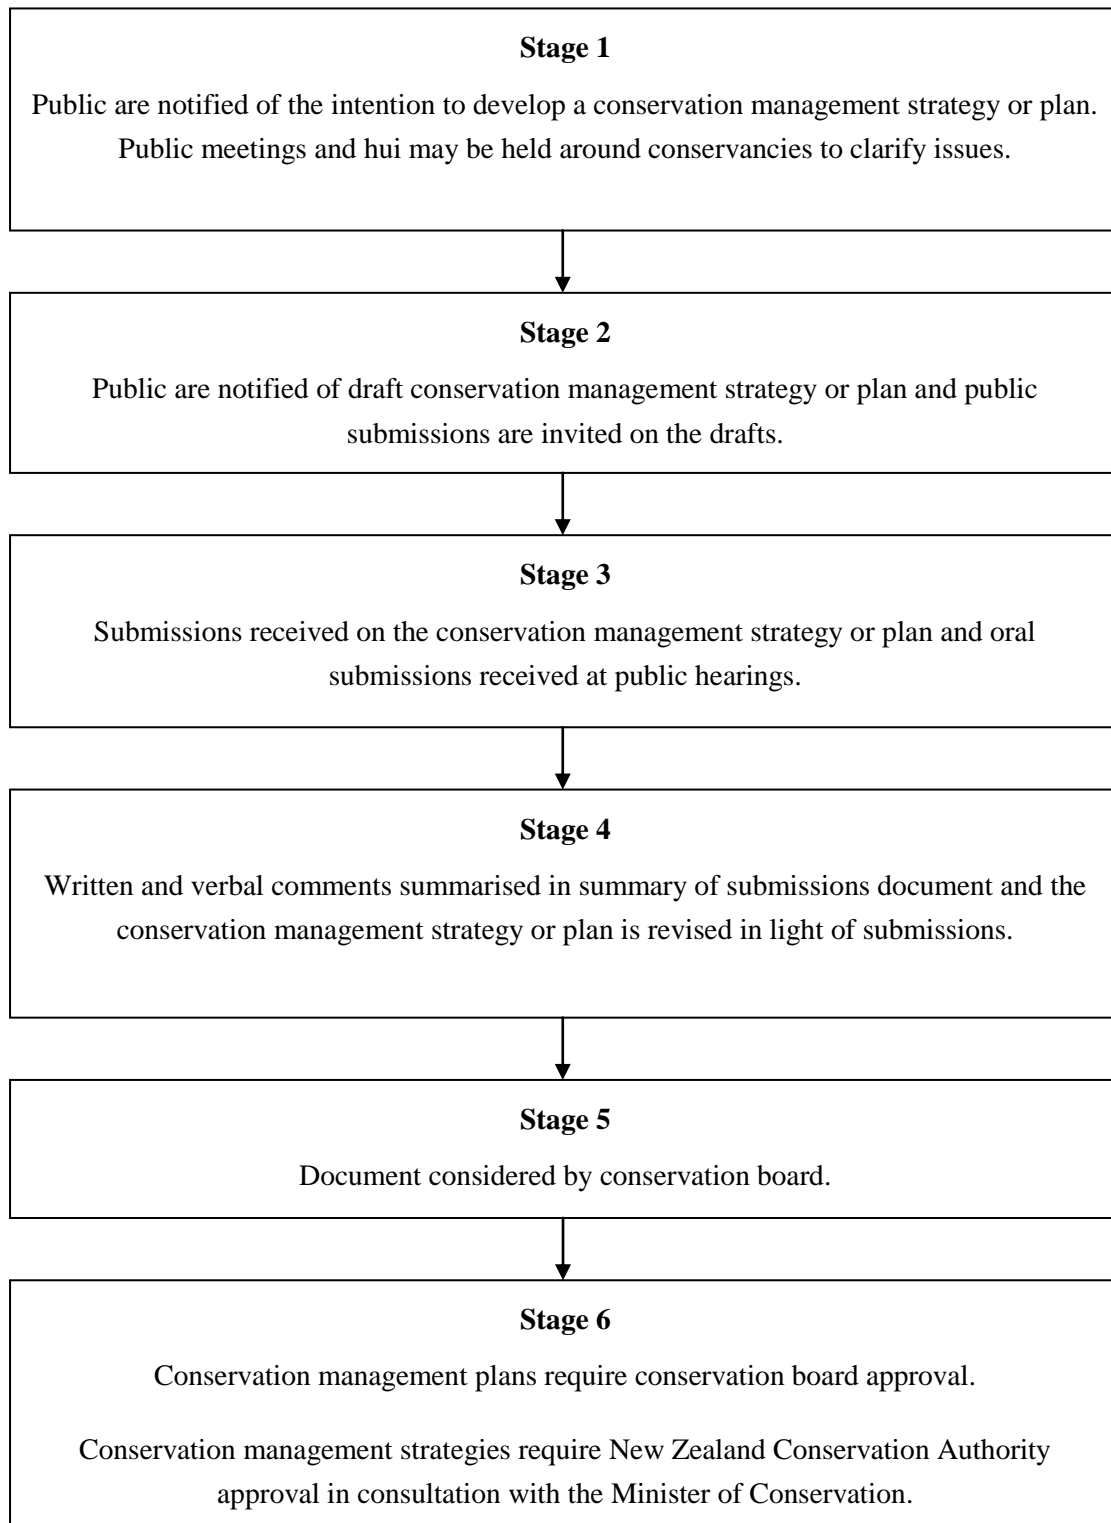 Stage 1
Public are notified of the intention to develop a conservation management strategy or plan.
Public meetings and hui may be held around conservancies to clarify issues.
Stage 2
Public are notified of draft conservation management strategy or plan and public
submissions are invited on the drafts.
Stage 3
Submissions received on the conservation management strategy or plan and oral
submissions received at public hearings.
Stage 4
Written and verbal comments summarised in summary of submissions document and the
conservation management strategy or plan is revised in light of submissions.
Stage 5
Document considered by conservation board.
Stage 6
Conservation management plans require conservation board approval.
Conservation management strategies require New Zealand Conservation Authority
approval in consultation with the Minister of Conservation.